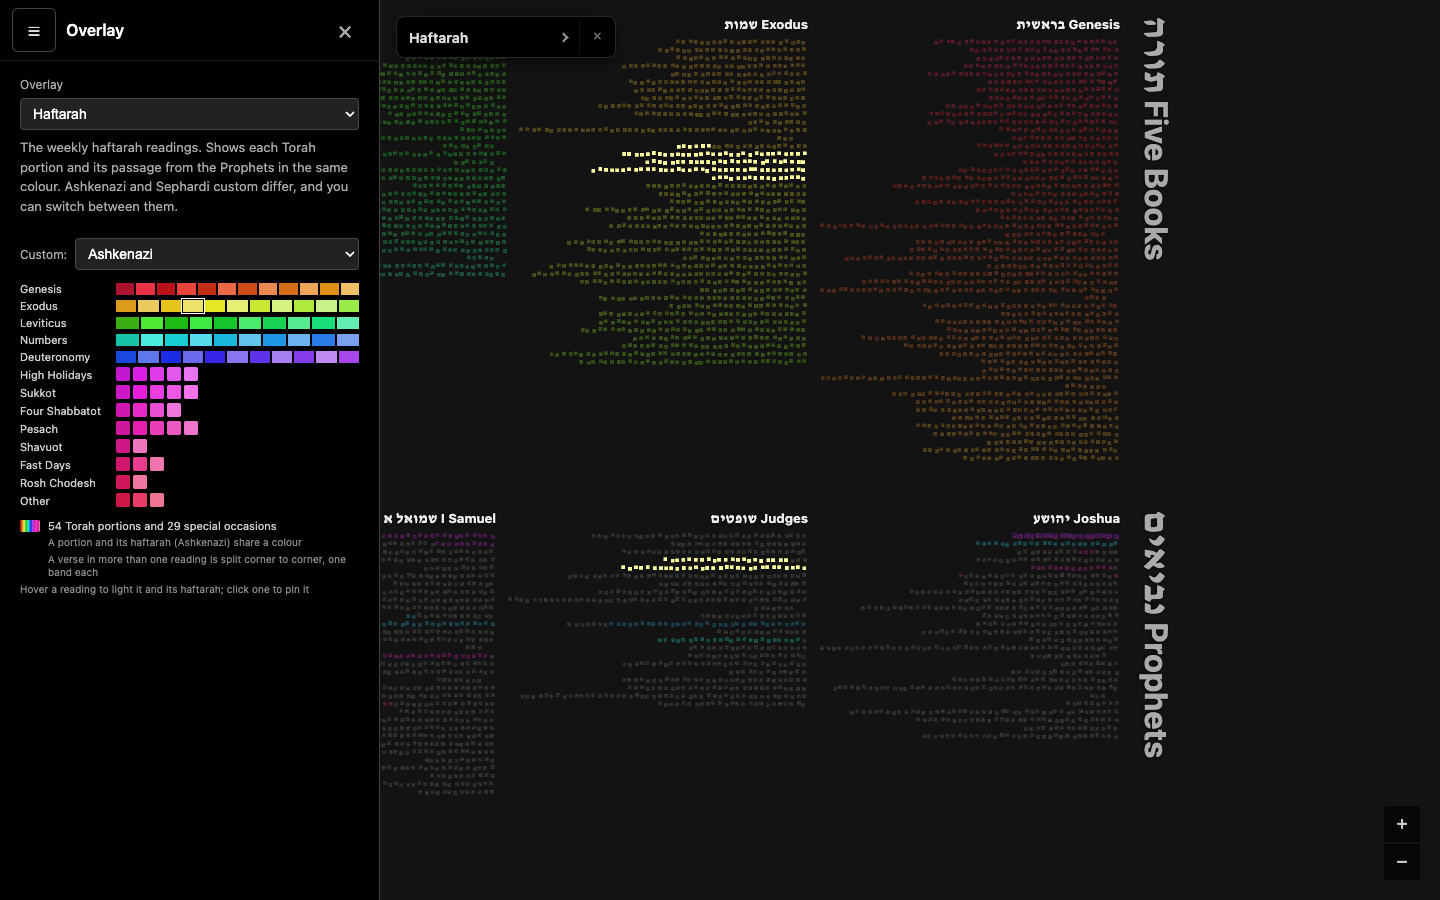 ☰ Overlay ×
Overlay
Haftarah
The weekly haftarah readings. Shows each Torah
portion and its passage from the Prophets in the same
colour. Ashkenazi and Sephardi custom differ, and you
can switch between them.
Custom: Ashkenazi
Genesis
Exodus
Leviticus
Numbers
Deuteronomy
High Holidays
Sukkot
Four Shabbatot
Pesach
Shavuot
Fast Days
Rosh Chodesh
Other
54 Torah portions and 29 special occasions
A portion and its haftarah (Ashkenazi) share a colour
A verse in more than one reading is split corner to corner, one
band each
Hover a reading to light it and its haftarah; click one to pin it
Haftarah › ×
שמות Exodus
בראשית Genesis
תורה Five Books
שמואל א I Samuel
שופטים Judges
יהושע Joshua
נביאים Prophets
+
−